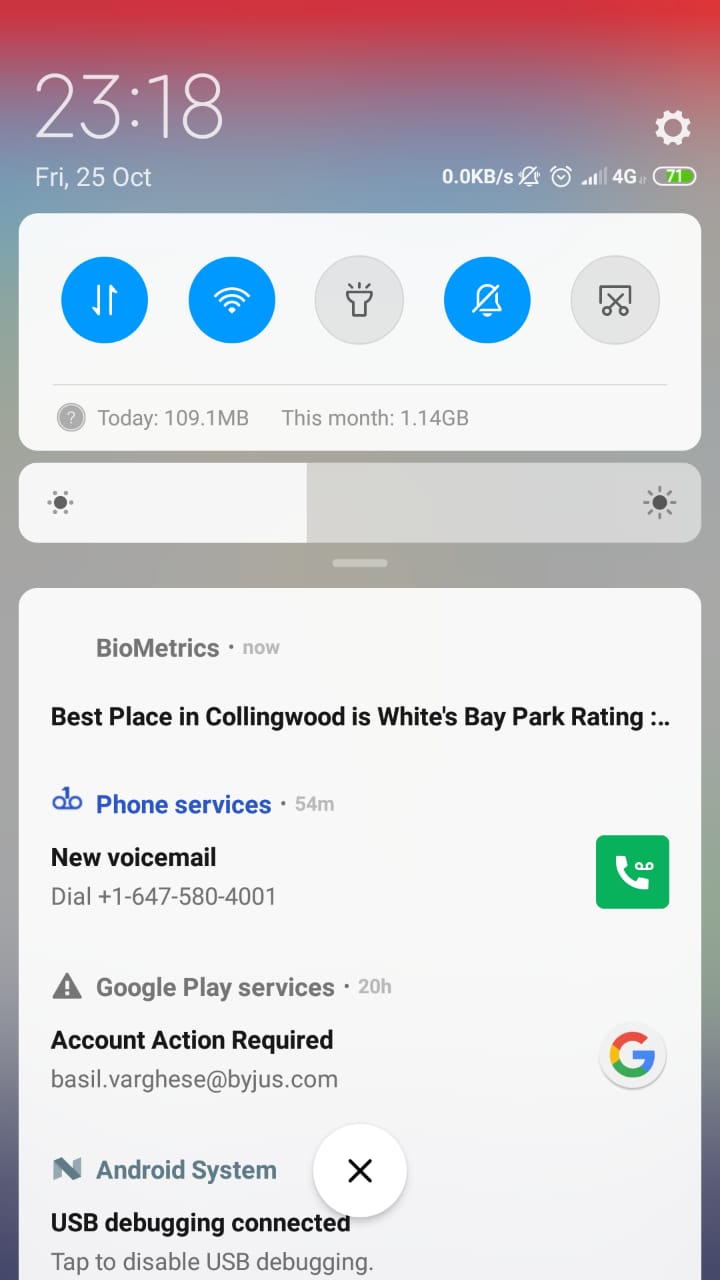 23:18
Fri, 25 Oct
0.0KB/s 4G 71
Today: 109.1MB This month: 1.14GB
BioMetrics · now
Best Place in Collingwood is White's Bay Park Rating :..
Phone services · 54m
New voicemail
Dial +1-647-580-4001
Google Play services · 20h
Account Action Required
basil.varghese@byjus.com
Android System
USB debugging connected
Tap to disable USB debugging.